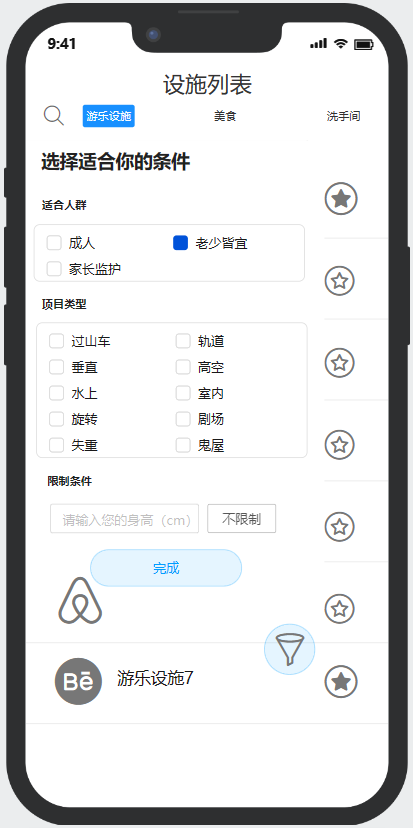 9:41
设施列表
游乐设施 美食 洗手间
选择适合你的条件
适合人群
成人 老少皆宜
家长监护
项目类型
过山车 轨道
垂直 高空
水上 室内
旋转 剧场
失重 鬼屋
限制条件
请输入您的身高（cm） 不限制
完成
Bē 游乐设施7